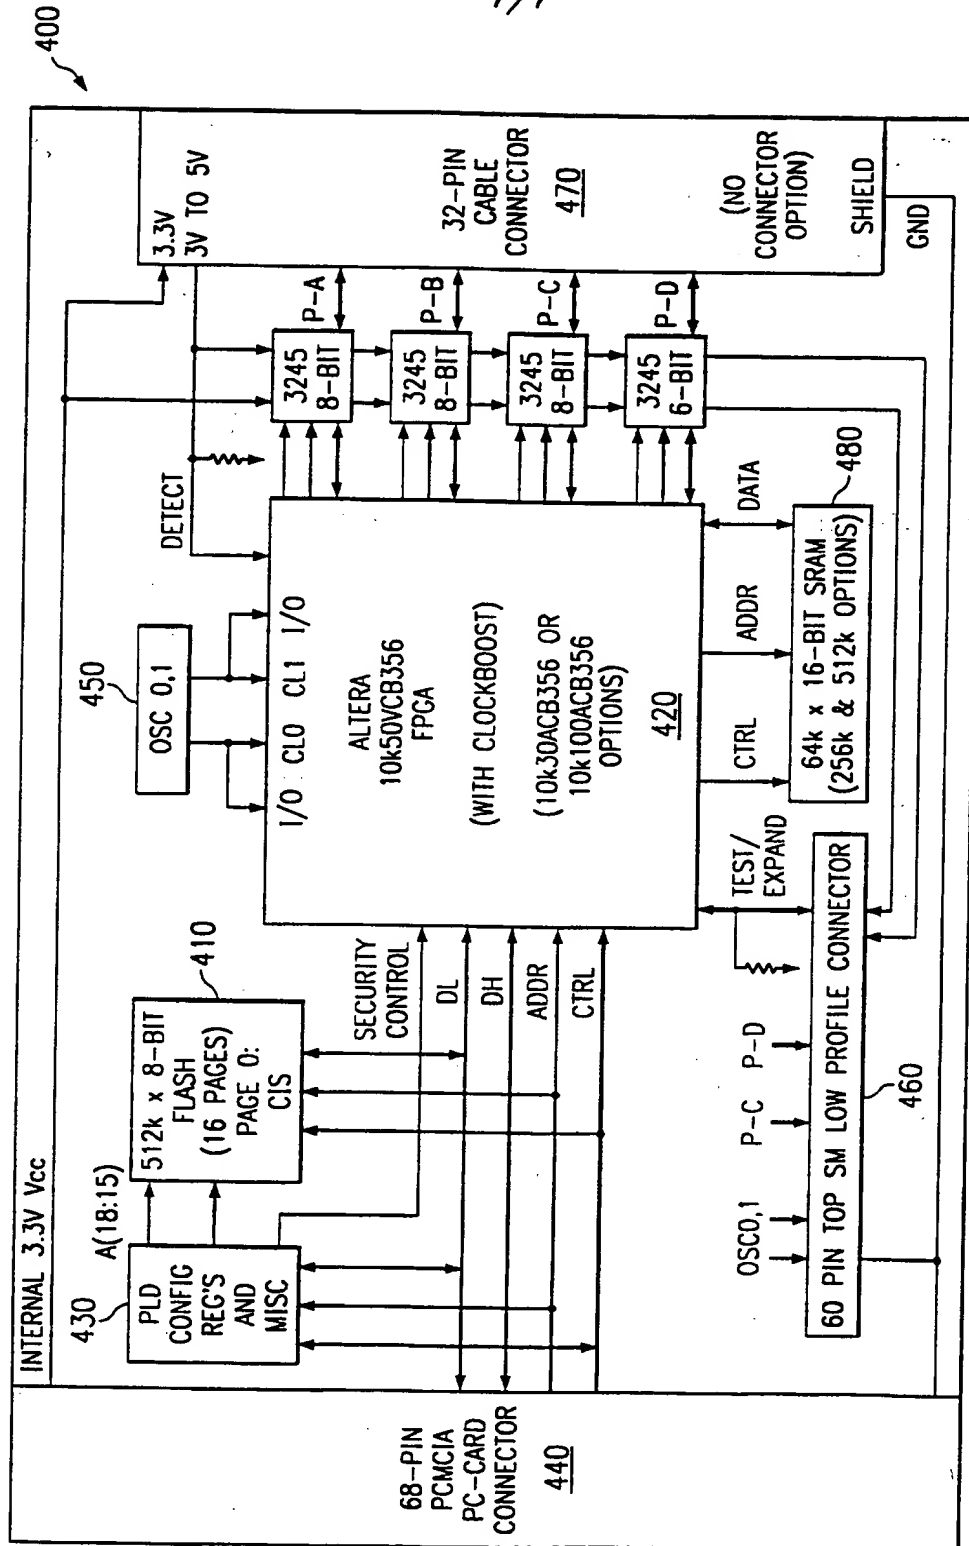 400
INTERNAL 3.3V Vcc
68-PIN
PCMCIA
PC-CARD
CONNECTOR
440
430
PLD
CONFIG
REG'S
AND
MISC
A(18:15)
512k x 8-BIT
FLASH
(16 PAGES)
PAGE 0:
CIS
410
SECURITY
CONTROL
DL
DH
ADDR
CTRL
450
OSC 0,1
I/O CLO CL1 I/O
DETECT
ALTERA
10k50VCB356
FPGA
(WITH CLOCKBOOST)
(10k30ACB356 OR
10k100ACB356
OPTIONS)
420
3245
8-BIT
3245
8-BIT
3245
8-BIT
3245
6-BIT
P-A
P-B
P-C
P-D
3.3V
3V TO 5V
32-PIN
CABLE
CONNECTOR
470
(NO
CONNECTOR
OPTION)
SHIELD
GND
TEST/
EXPAND
CTRL
ADDR
DATA
64k x 16-BIT SRAM
(256k & 512k OPTIONS)
480
OSC0,1
P-C
P-D
60 PIN TOP SM LOW PROFILE CONNECTOR
460